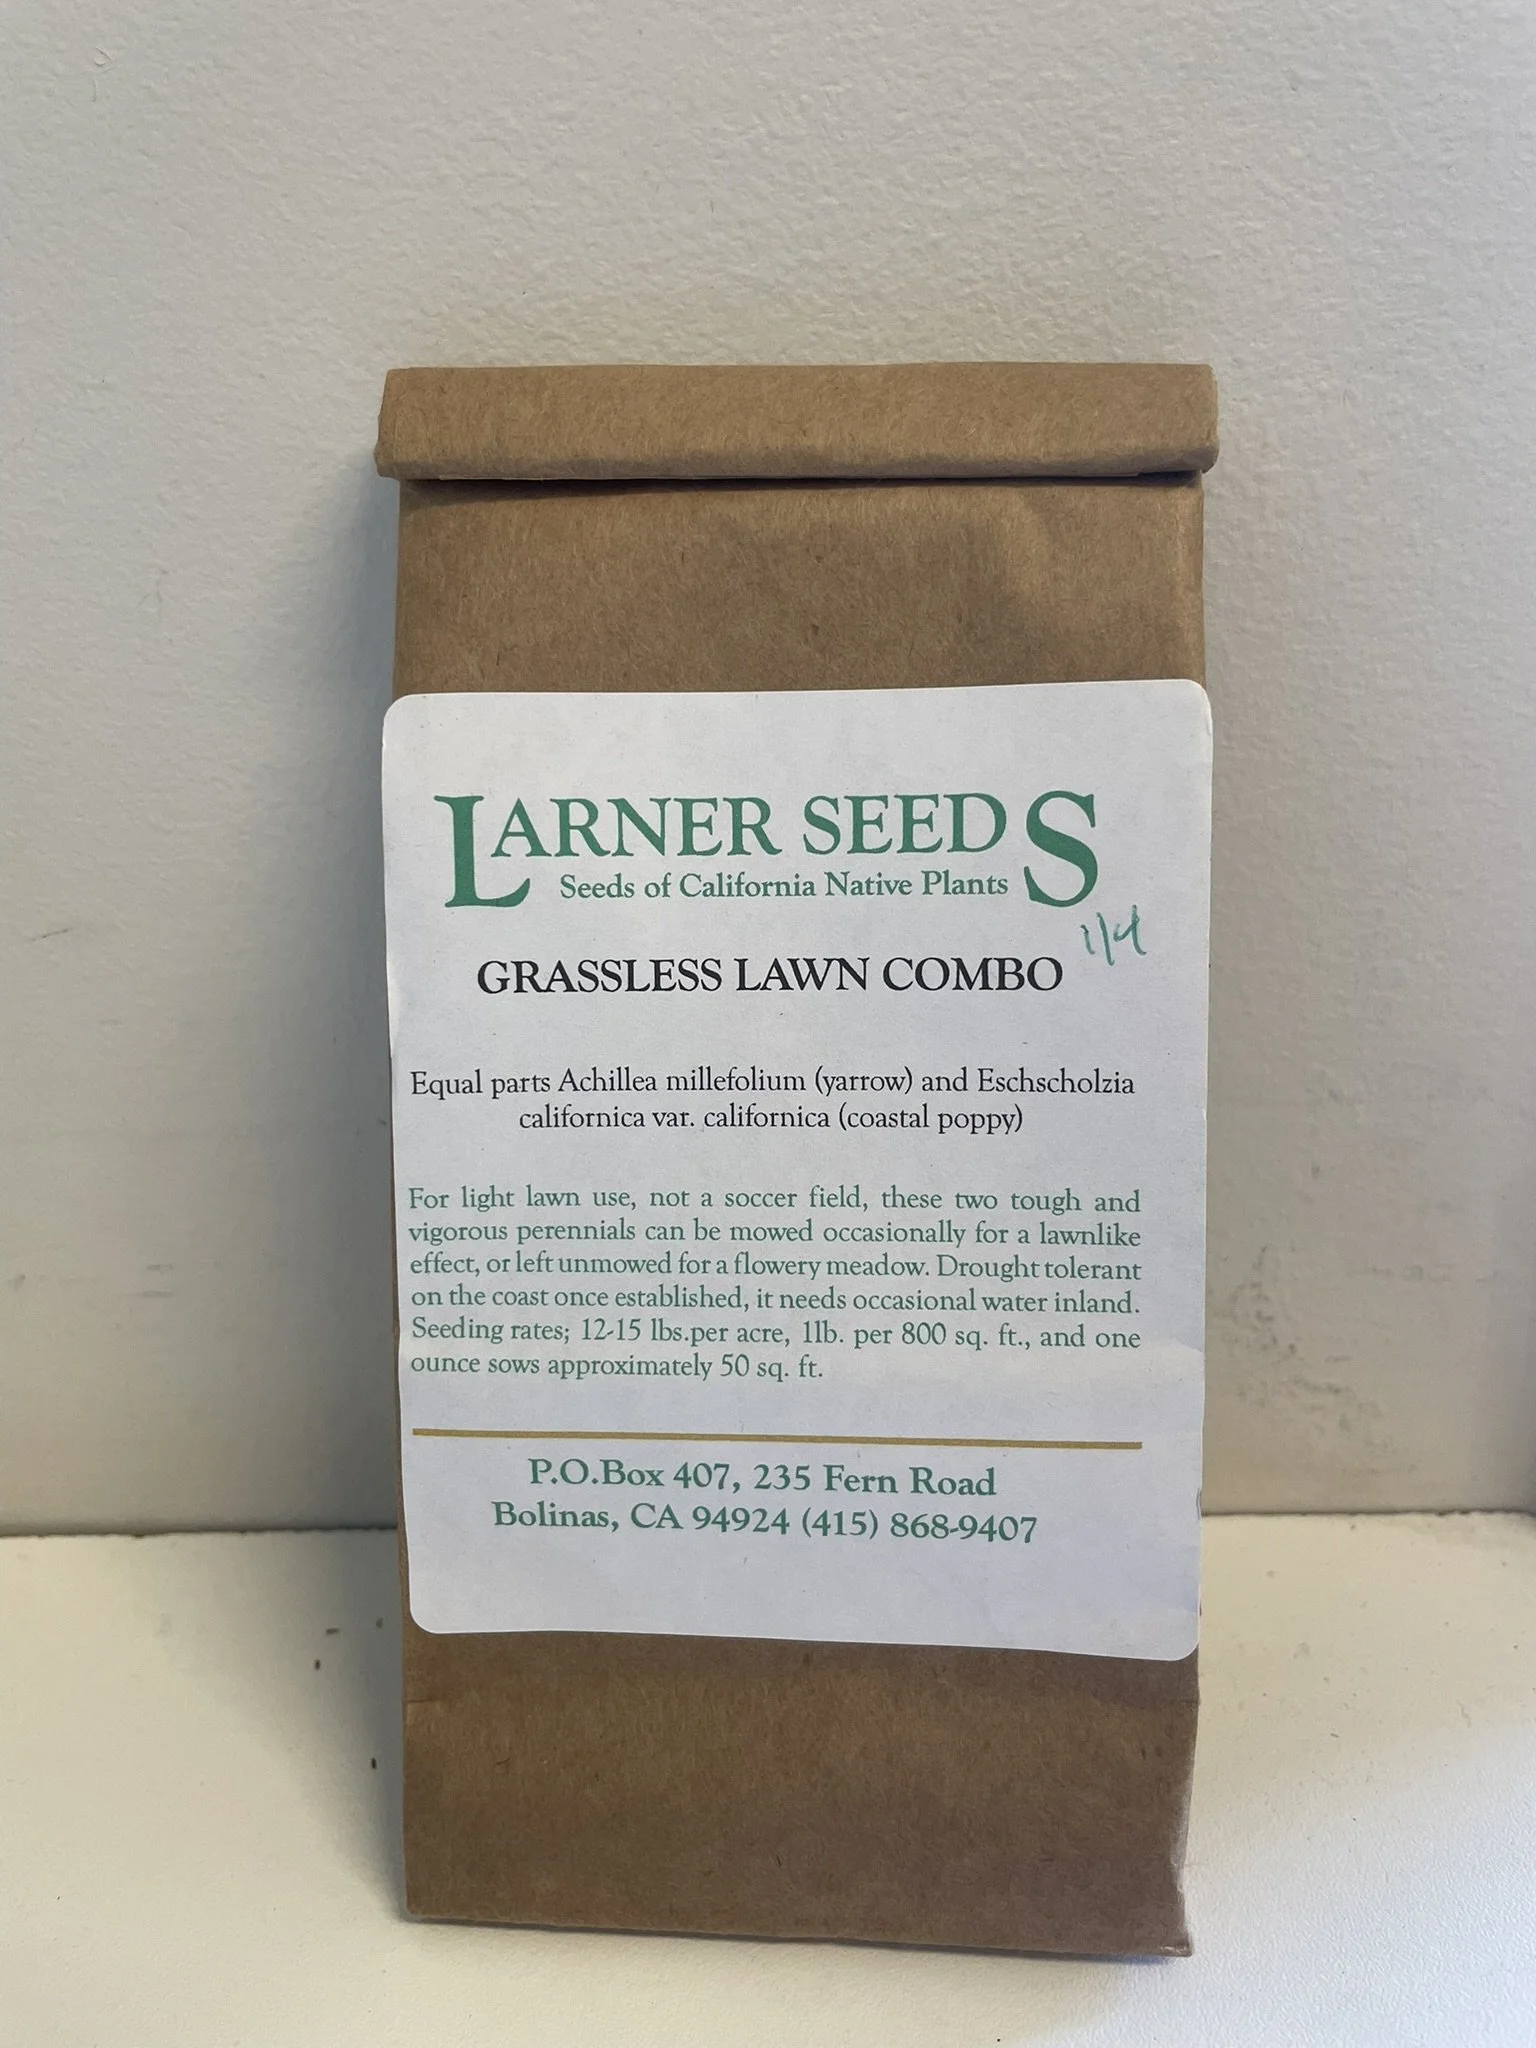 LARNER SEEDS
Seeds of California Native Plants
1/4
GRASSLESS LAWN COMBO
Equal parts Achillea millefolium (yarrow) and Eschscholzia
californica var. californica (coastal poppy)
For light lawn use, not a soccer field, these two tough and
vigorous perennials can be mowed occasionally for a lawnlike
effect, or left unmowed for a flowery meadow. Drought tolerant
on the coast once established, it needs occasional water inland.
Seeding rates; 12-15 lbs.per acre, 1lb. per 800 sq. ft., and one
ounce sows approximately 50 sq. ft.
P.O.Box 407, 235 Fern Road
Bolinas, CA 94924 (415) 868-9407